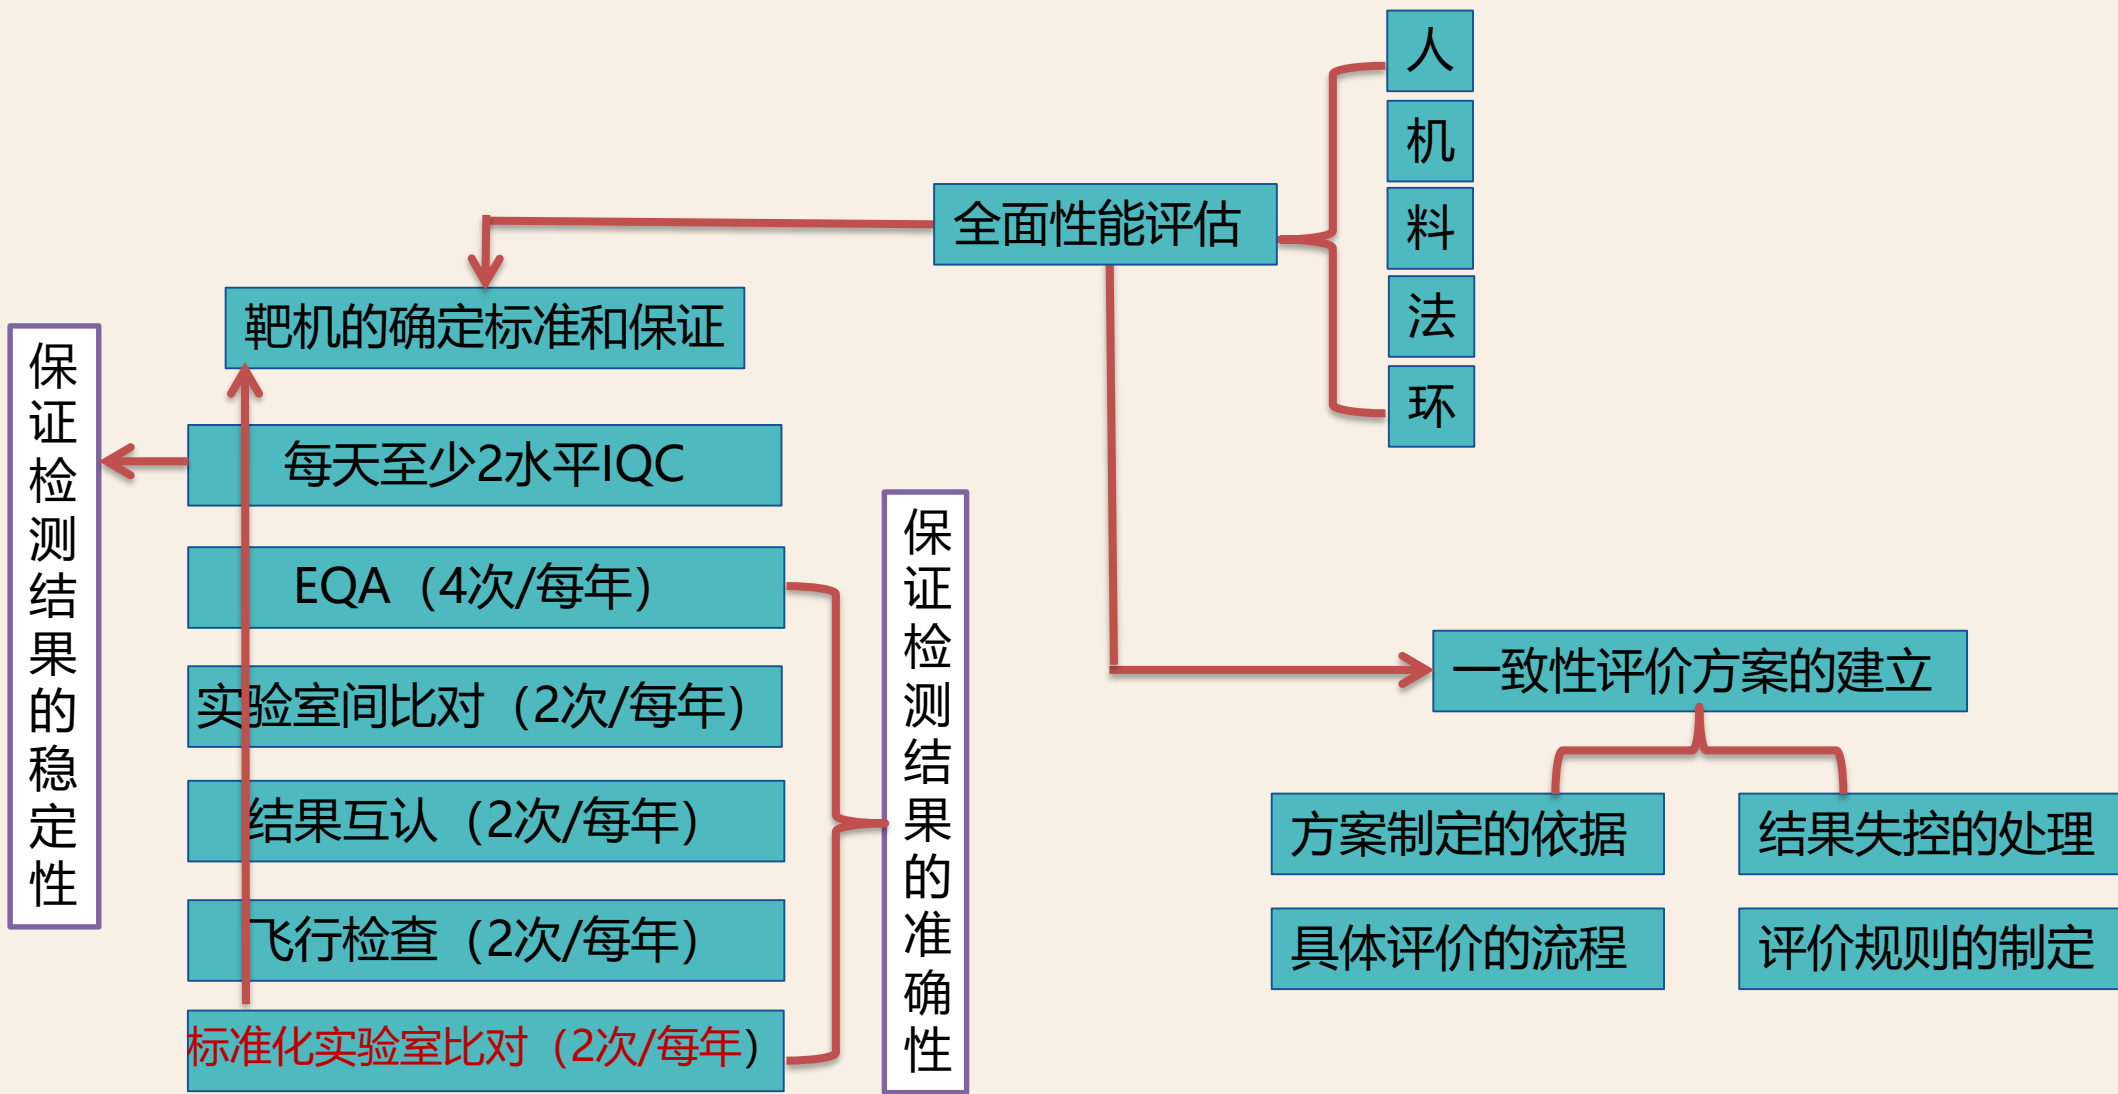 人
机
料
法
环
全面性能评估
靶机的确定标准和保证
保证检测结果的稳定性
每天至少2水平IQC
EQA（4次/每年）
实验室间比对（2次/每年）
结果互认（2次/每年）
飞行检查（2次/每年）
标准化实验室比对（2次/每年）
保证检测结果的准确性
一致性评价方案的建立
方案制定的依据
结果失控的处理
具体评价的流程
评价规则的制定